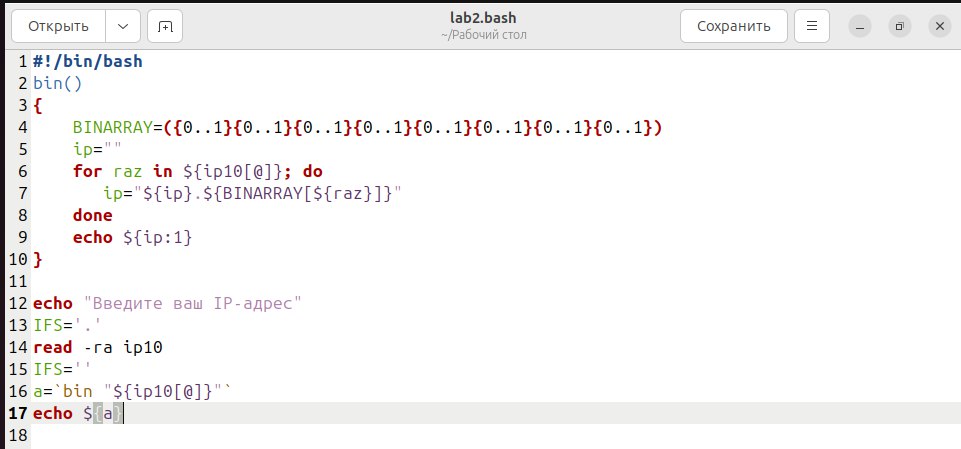 Открыть
lab2.bash
~/Рабочий стол
Сохранить
1 #!/bin/bash
2 bin()
3 {
4     BINARRAY=({0..1}{0..1}{0..1}{0..1}{0..1}{0..1}{0..1}{0..1})
5     ip=""
6     for raz in ${ip10[@]}; do
7        ip="${ip}.${BINARRAY[${raz}]}"
8     done
9     echo ${ip:1}
10 }
11
12 echo "Введите ваш IP-адрес"
13 IFS='.'
14 read -ra ip10
15 IFS=''
16 a=`bin "${ip10[@]}"`
17 echo ${a}
18